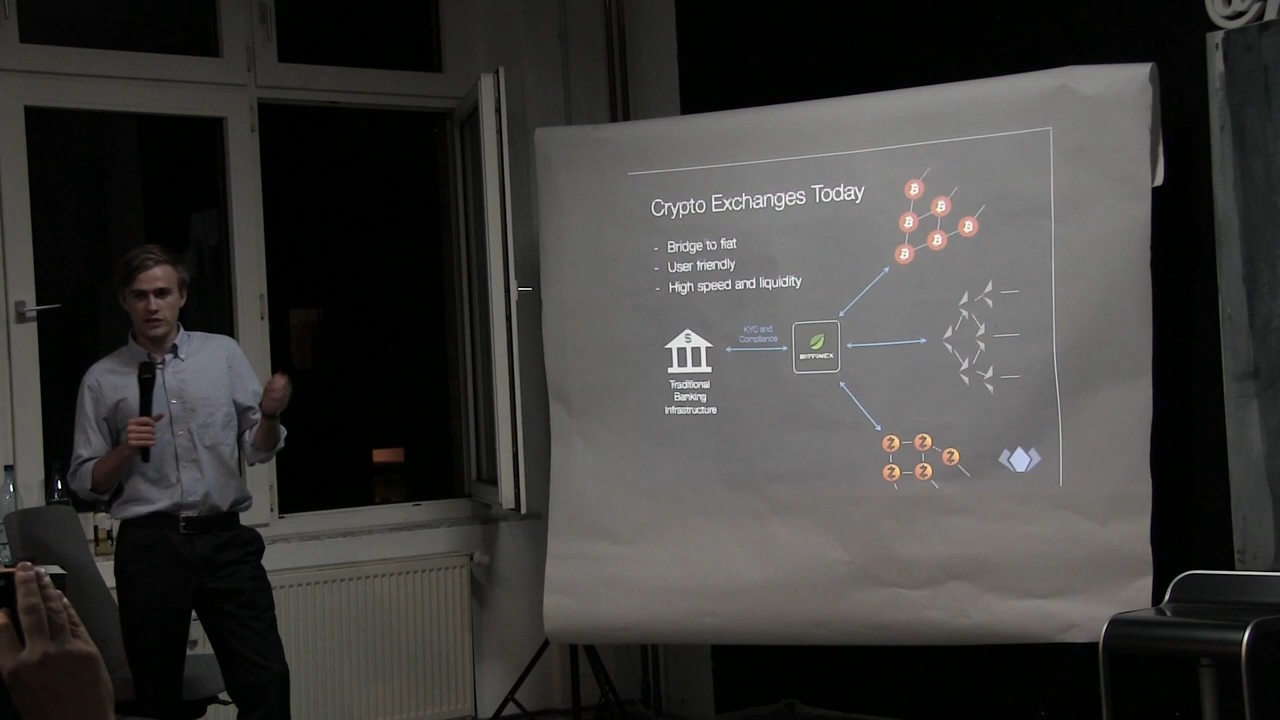 Crypto Exchanges Today
- Bridge to fiat
- User friendly
- High speed and liquidity
KYC and
Compliance
BITFINEX
$
Traditional
Banking
Infrastructure